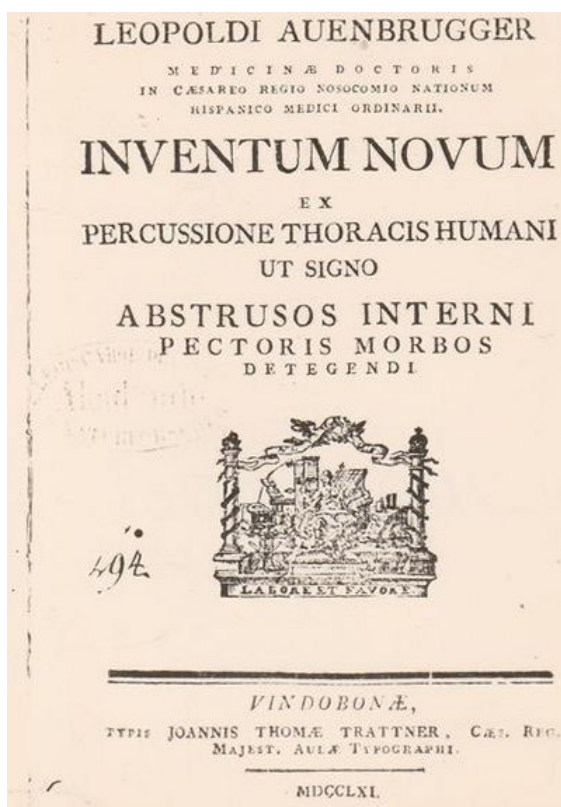 LEOPOLDI AUENBRUGGER
MEDICINÆ DOCTORIS
IN CÆSAREO REGIO NOSOCOMIO NATIONUM
HISPANICO MEDICI ORDINARII.
INVENTUM NOVUM
EX
PERCUSSIONE THORACIS HUMANI
UT SIGNO
ABSTRUSOS INTERNI
PECTORIS MORBOS
DETEGENDI
494
LABORE ET FAVORE
VINDOBONÆ,
TYPIS JOANNIS THOMÆ TRATTNER, CÆS. REG.
MAJEST. AULÆ TYPOGRAPHI.
MDCCLXI.